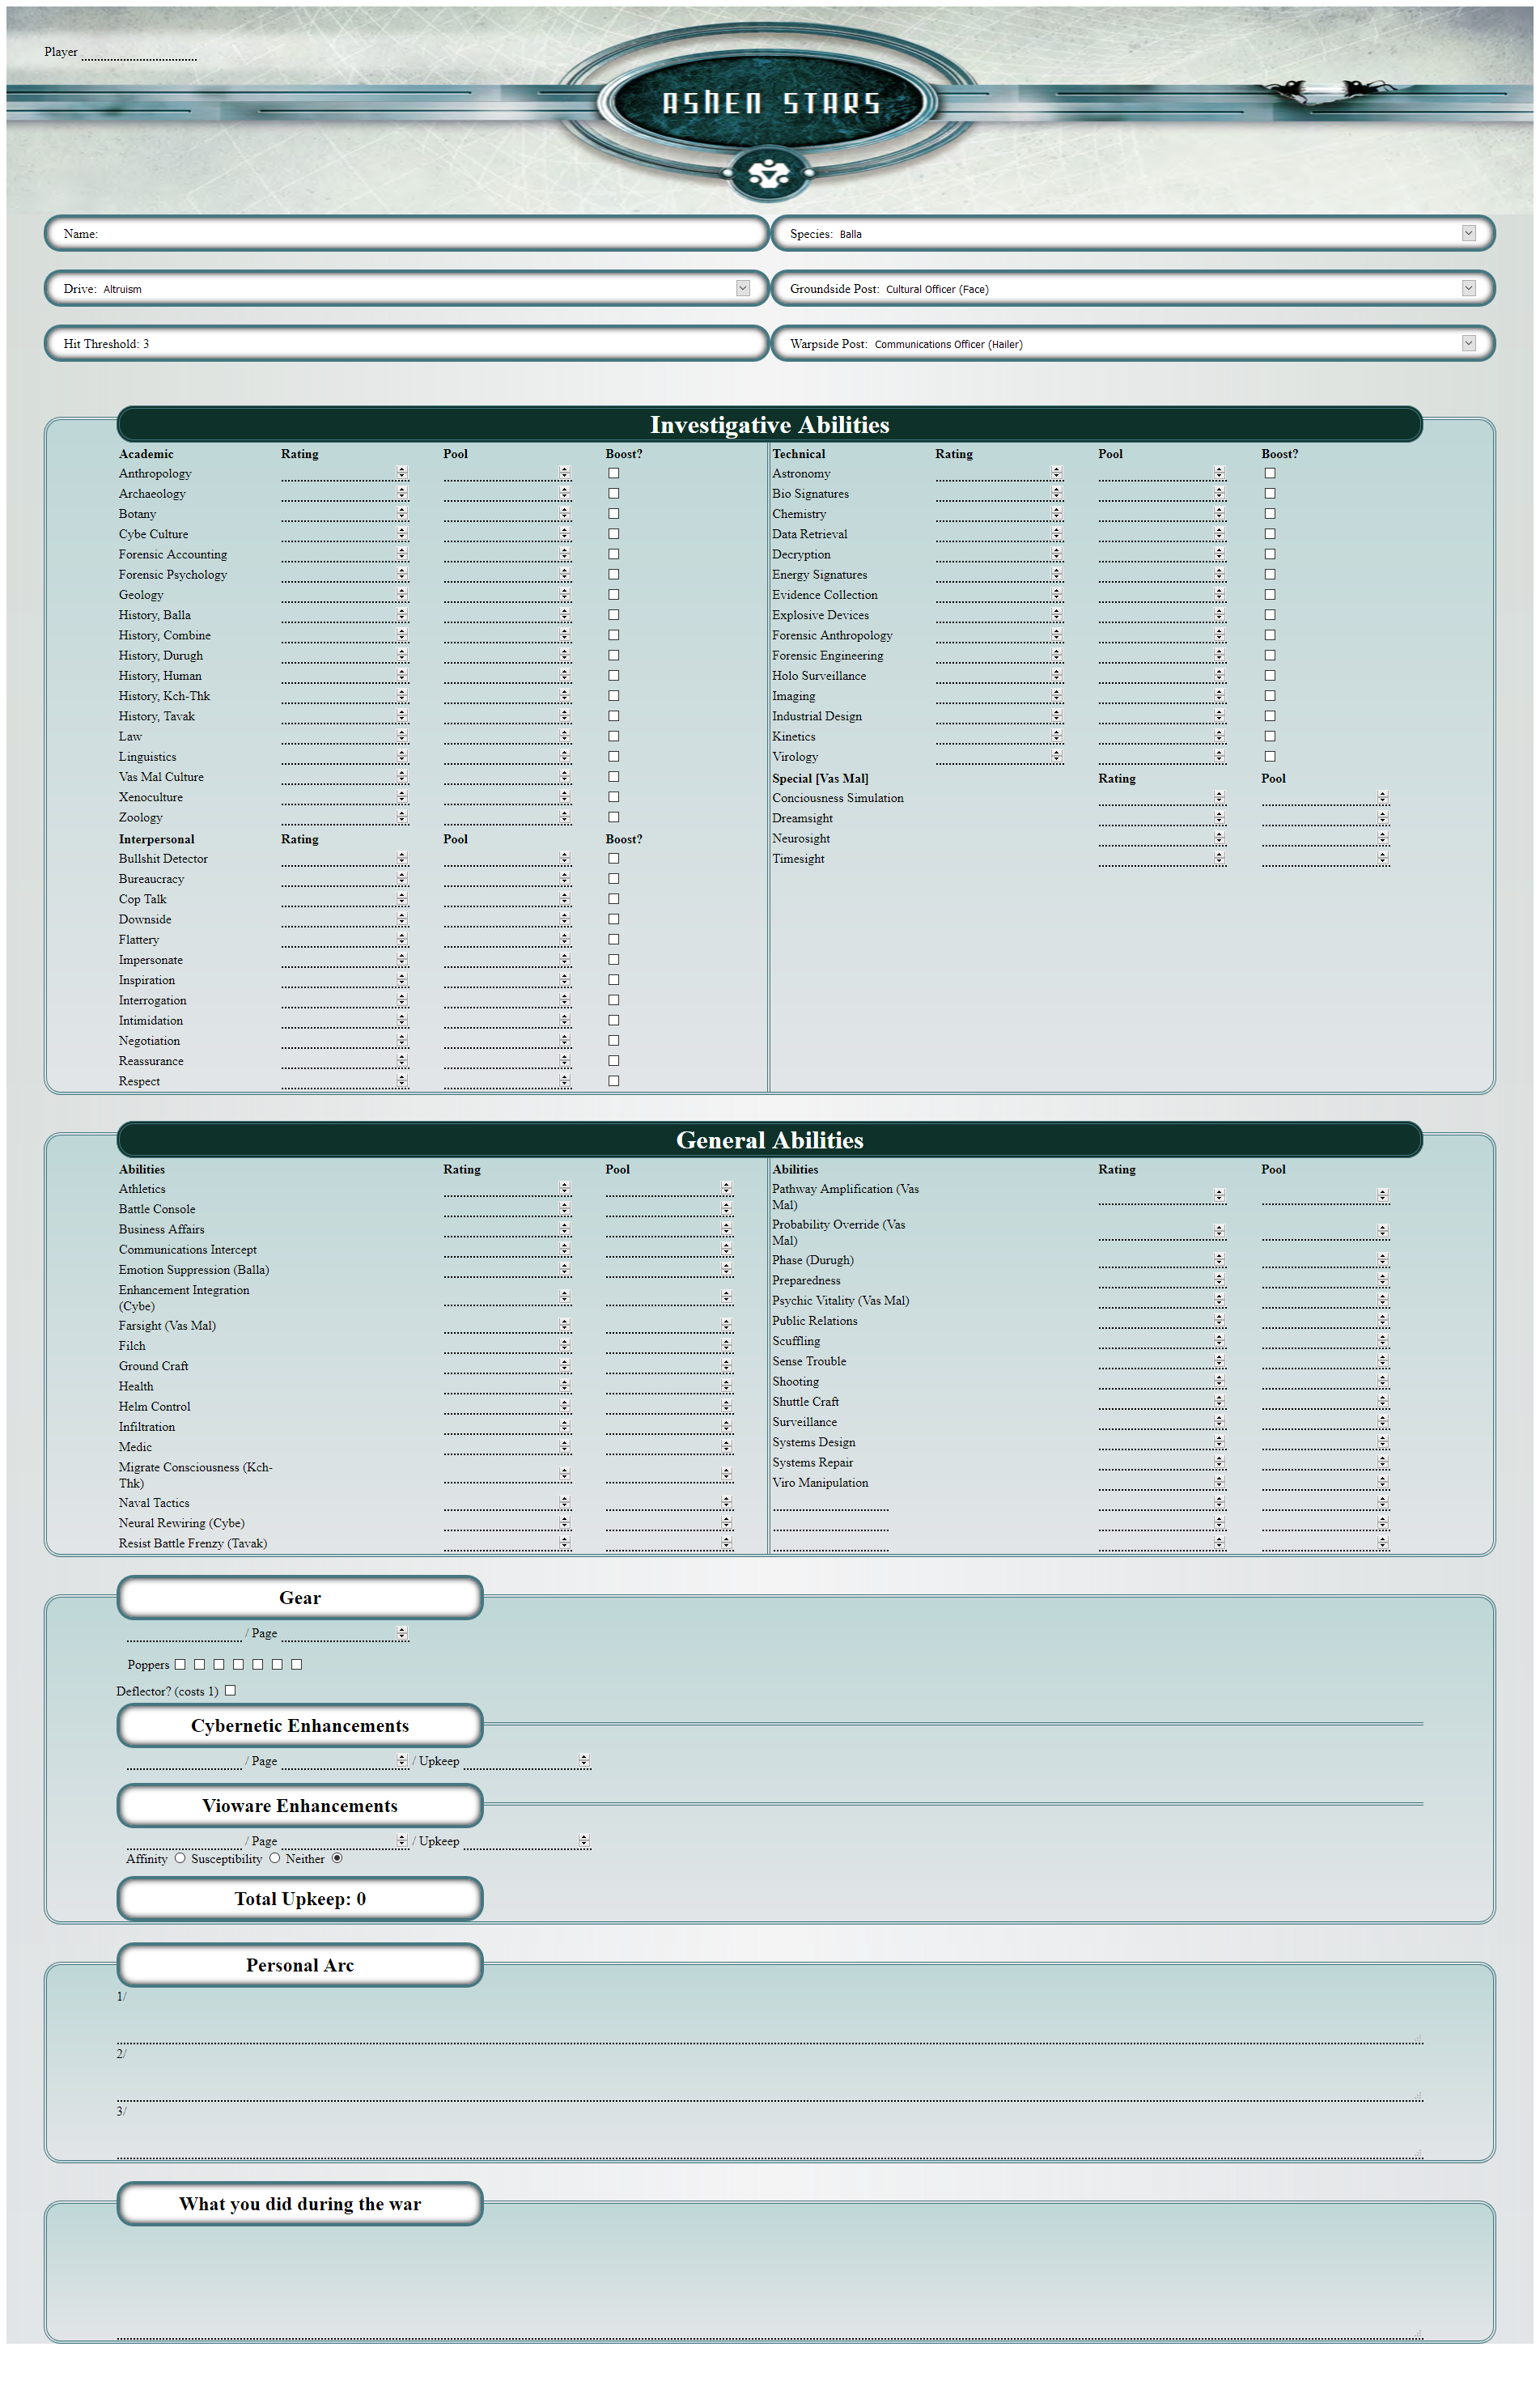 Player
ASHEN STARS
Name:
Species: Balla
Drive: Altruism
Groundside Post: Cultural Officer (Face)
Hit Threshold: 3
Warpside Post: Communications Officer (Hailer)
Investigative Abilities
Academic Rating Pool Boost?
Anthropology
Archaeology
Botany
Cybe Culture
Forensic Accounting
Forensic Psychology
Geology
History, Balla
History, Combine
History, Durugh
History, Human
History, Kch-Thk
History, Tavak
Law
Linguistics
Vas Mal Culture
Xenoculture
Zoology
Interpersonal Rating Pool Boost?
Bullshit Detector
Bureaucracy
Cop Talk
Downside
Flattery
Impersonate
Inspiration
Interrogation
Intimidation
Negotiation
Reassurance
Respect
Technical Rating Pool Boost?
Astronomy
Bio Signatures
Chemistry
Data Retrieval
Decryption
Energy Signatures
Evidence Collection
Explosive Devices
Forensic Anthropology
Forensic Engineering
Holo Surveillance
Imaging
Industrial Design
Kinetics
Virology
Special [Vas Mal] Rating Pool
Conciousness Simulation
Dreamsight
Neurosight
Timesight
General Abilities
Abilities Rating Pool
Athletics
Battle Console
Business Affairs
Communications Intercept
Emotion Suppression (Balla)
Enhancement Integration
(Cybe)
Farsight (Vas Mal)
Filch
Ground Craft
Health
Helm Control
Infiltration
Medic
Migrate Consciousness (Kch-
Thk)
Naval Tactics
Neural Rewiring (Cybe)
Resist Battle Frenzy (Tavak)
Abilities Rating Pool
Pathway Amplification (Vas
Mal)
Probability Override (Vas
Mal)
Phase (Durugh)
Preparedness
Psychic Vitality (Vas Mal)
Public Relations
Scuffling
Sense Trouble
Shooting
Shuttle Craft
Surveillance
Systems Design
Systems Repair
Viro Manipulation
Gear
/ Page
Poppers
Deflector? (costs 1)
Cybernetic Enhancements
/ Page / Upkeep
Vioware Enhancements
/ Page / Upkeep
Affinity Susceptibility Neither
Total Upkeep: 0
Personal Arc
1/
2/
3/
What you did during the war